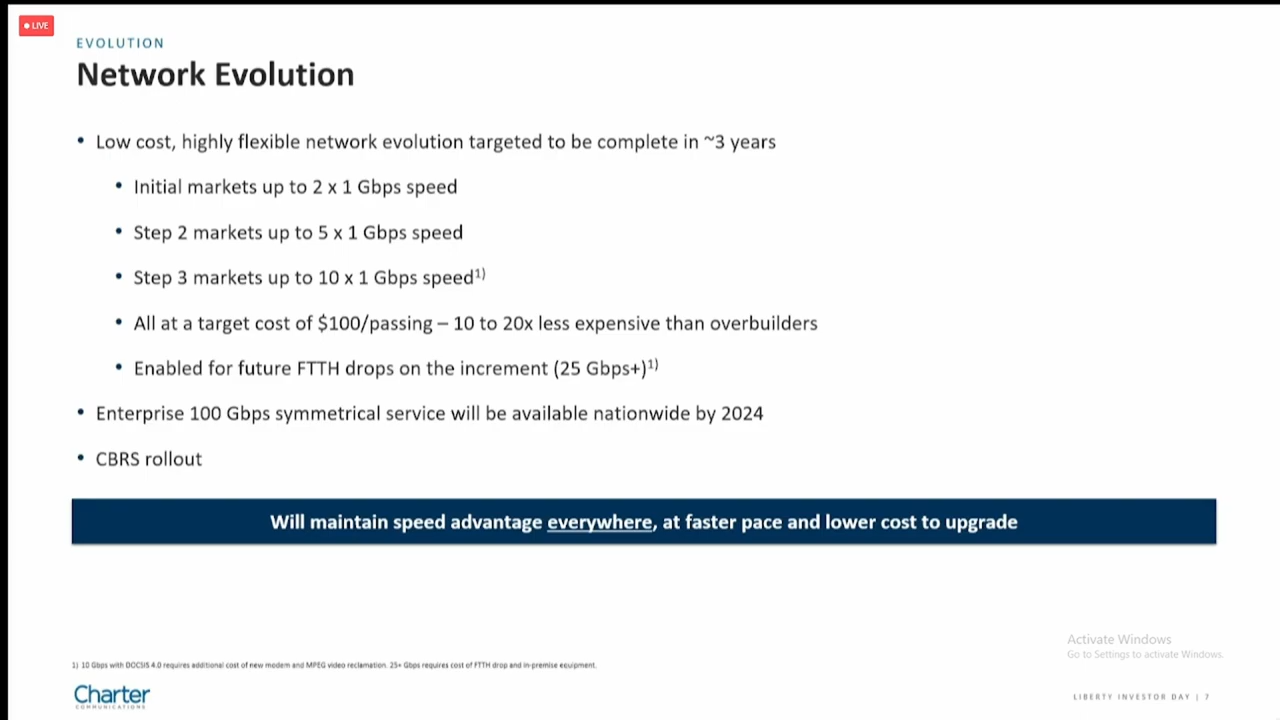 LIVE
EVOLUTION
Network Evolution
• Low cost, highly flexible network evolution targeted to be complete in ~3 years
• Initial markets up to 2 x 1 Gbps speed
• Step 2 markets up to 5 x 1 Gbps speed
• Step 3 markets up to 10 x 1 Gbps speed1)
• All at a target cost of $100/passing – 10 to 20x less expensive than overbuilders
• Enabled for future FTTH drops on the increment (25 Gbps+)1)
• Enterprise 100 Gbps symmetrical service will be available nationwide by 2024
• CBRS rollout
Will maintain speed advantage everywhere, at faster pace and lower cost to upgrade
Activate Windows
Go to Settings to activate Windows.
1) 10 Gbps with DOCSIS 4.0 requires additional cost of new modem and MPEG video reclamation. 25+ Gbps requires cost of FTTH drop and in-premise equipment.
Charter
COMMUNICATIONS
LIBERTY INVESTOR DAY | 7